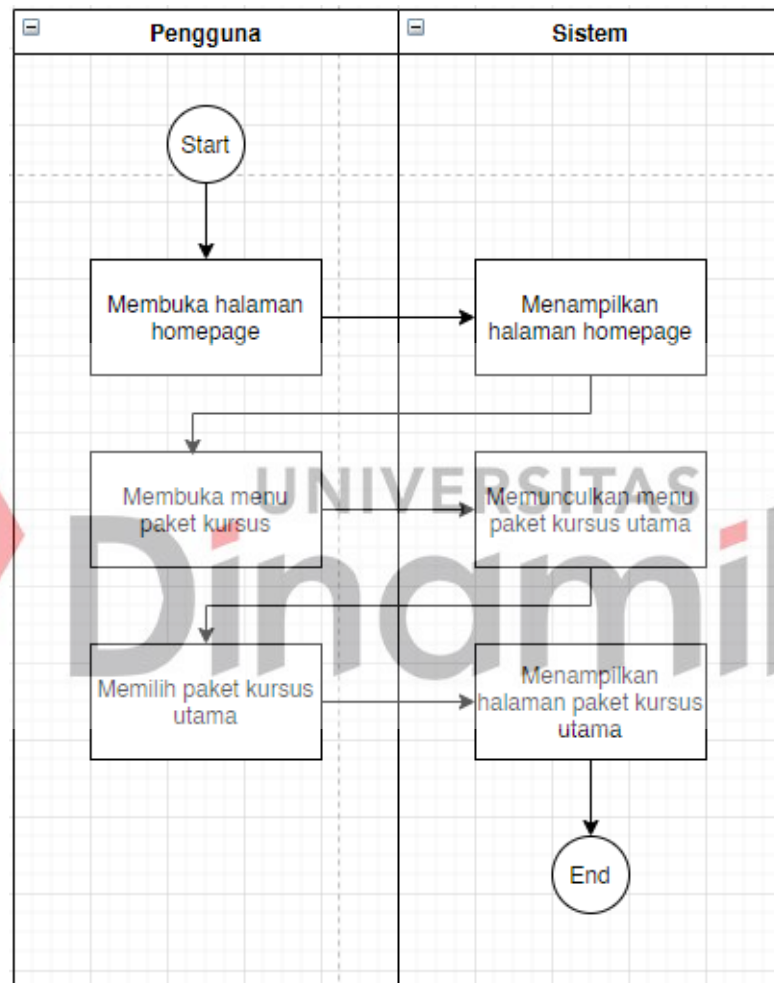 Pengguna
Sistem
Start
Membuka halaman
homepage
Menampilkan
halaman homepage
UNIVERSITAS
Membuka menu
paket kursus
Memunculkan menu
paket kursus utama
Memilih paket kursus
utama
Menampilkan
halaman paket kursus
utama
End